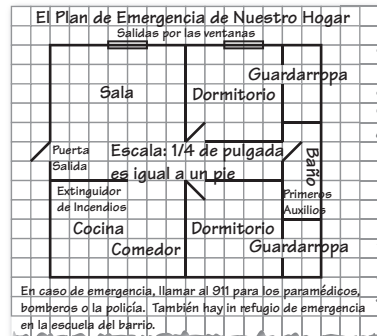 El Plan de Emergencia de Nuestro Hogar
Salidas por las ventanas
Guardarropa
Sala
Dormitorio
Puerta
Salida
Escala: 1/4 de pulgada
es igual a un pie
Baño
Extinguidor
de Incendios
Primeros
Auxilios
Cocina
Dormitorio
Comedor
Guardarropa
En caso de emergencia, llamar al 911 para los paramédicos,
bomberos o la policía. También hay in refugio de emergencia
en la escuela del barrio.